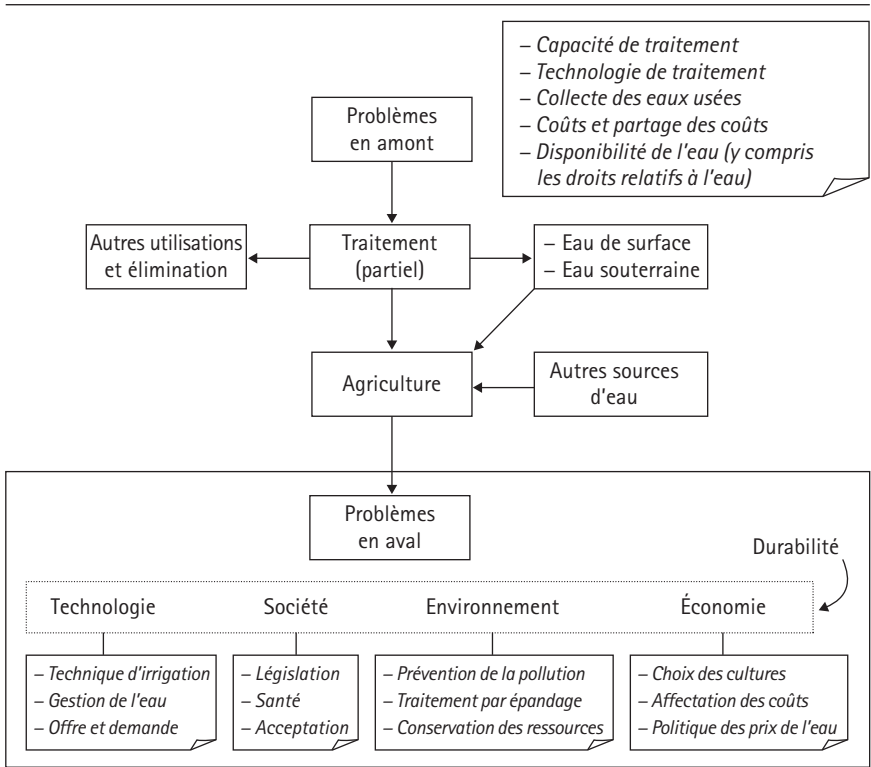 – Capacité de traitement
– Technologie de traitement
– Collecte des eaux usées
– Coûts et partage des coûts
– Disponibilité de l'eau (y compris
les droits relatifs à l'eau)
Problèmes
en amont
Autres utilisations
et élimination
Traitement
(partiel)
– Eau de surface
– Eau souterraine
Agriculture
Autres sources
d'eau
Problèmes
en aval
Durabilité
Technologie
Société
Environnement
Économie
– Technique d'irrigation
– Gestion de l'eau
– Offre et demande
– Législation
– Santé
– Acceptation
– Prévention de la pollution
– Traitement par épandage
– Conservation des ressources
– Choix des cultures
– Affectation des coûts
– Politique des prix de l'eau